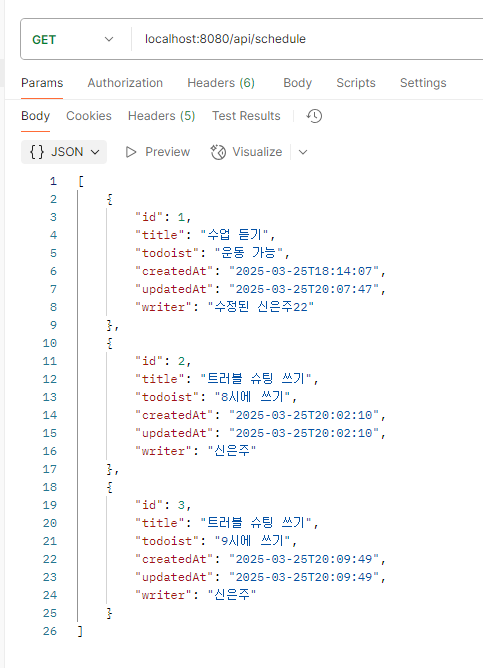 GET localhost:8080/api/schedule
Params Authorization Headers (6) Body Scripts Settings
Body Cookies Headers (5) Test Results
{} JSON Preview Visualize
1 [
2 {
3 "id": 1,
4 "title": "수업 듣기",
5 "todoist": "운동 가능",
6 "createdAt": "2025-03-25T18:14:07",
7 "updatedAt": "2025-03-25T20:07:47",
8 "writer": "수정된 신은주22"
9 },
10 {
11 "id": 2,
12 "title": "트러블 슈팅 쓰기",
13 "todoist": "8시에 쓰기",
14 "createdAt": "2025-03-25T20:02:10",
15 "updatedAt": "2025-03-25T20:02:10",
16 "writer": "신은주"
17 },
18 {
19 "id": 3,
20 "title": "트러블 슈팅 쓰기",
21 "todoist": "9시에 쓰기",
22 "createdAt": "2025-03-25T20:09:49",
23 "updatedAt": "2025-03-25T20:09:49",
24 "writer": "신은주"
25 }
26 ]